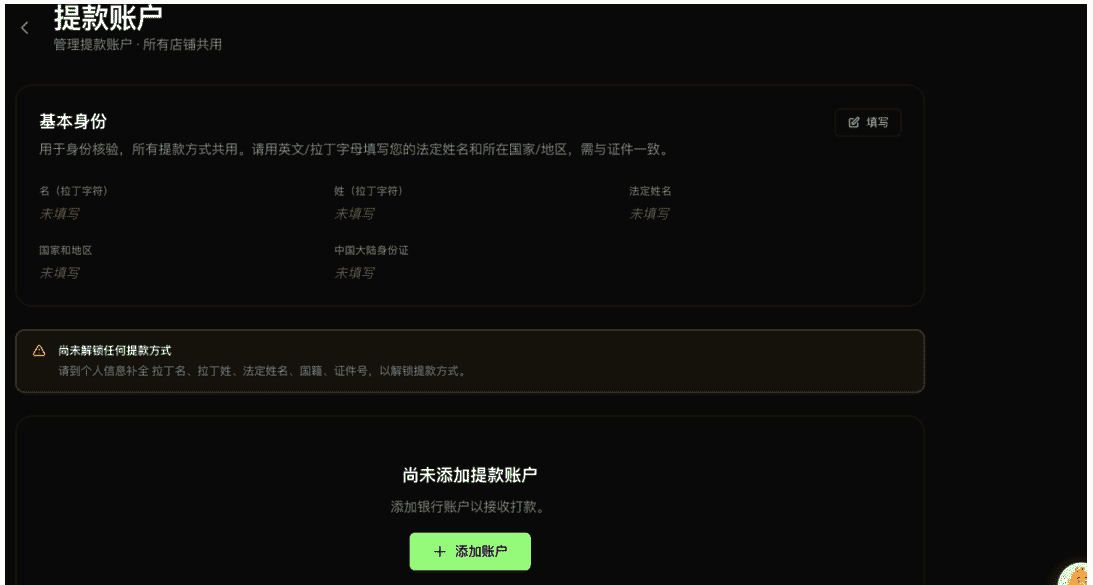 提款账户
管理提款账户 · 所有店铺共用
基本身份
填写
用于身份核验，所有提款方式共用。请用英文/拉丁字母填写您的法定姓名和所在国家/地区，需与证件一致。
名（拉丁字符） 姓（拉丁字符） 法定姓名
未填写 未填写 未填写
国家和地区 中国大陆身份证
未填写 未填写
尚未解锁任何提款方式
请到个人信息补全 拉丁名、拉丁姓、法定姓名、国籍、证件号，以解锁提款方式。
尚未添加提款账户
添加银行账户以接收打款。
+ 添加账户